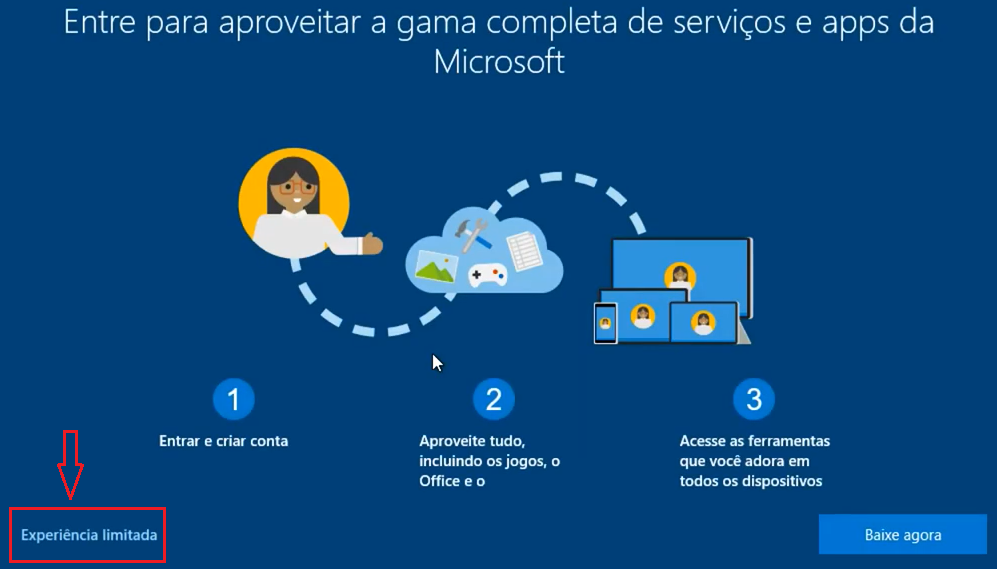 Entre para aproveitar a gama completa de serviços e apps da
Microsoft
1
Entrar e criar conta
2
Aproveite tudo,
incluindo os jogos, o
Office e o
3
Acesse as ferramentas
que você adora em
todos os dispositivos
Experiência limitada
Baixe agora